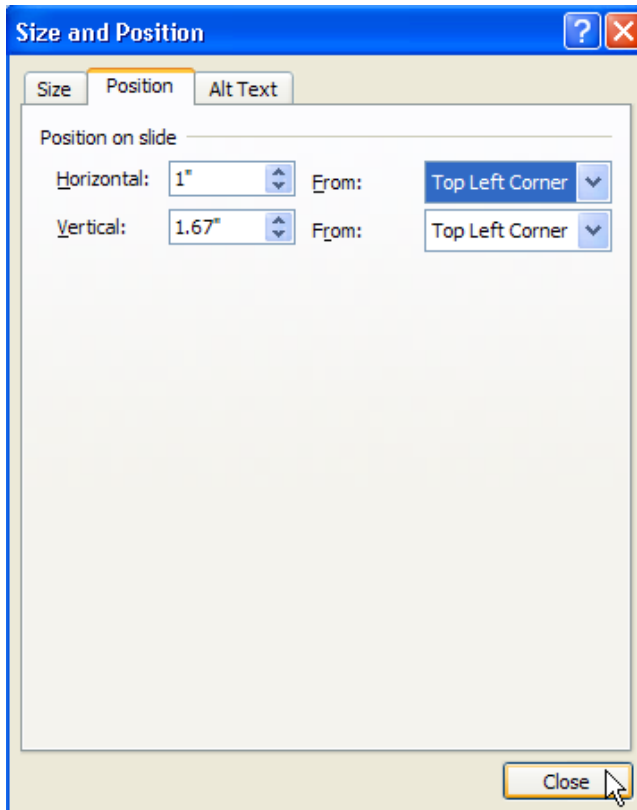 Size and Position
?
Size Position Alt Text
Position on slide
Horizontal: 1" From: Top Left Corner
Vertical: 1.67" From: Top Left Corner
Close